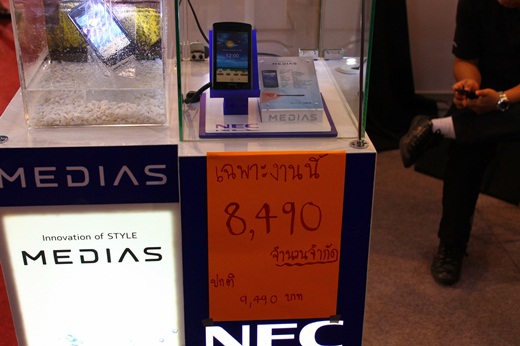 NEC
MEDIAS
MEDIAS
Innovation of STYLE
MEDIAS
เฉพาะงานนี้
8,490
จำนวนจำกัด
ปกติ
9,490 บาท
NEC